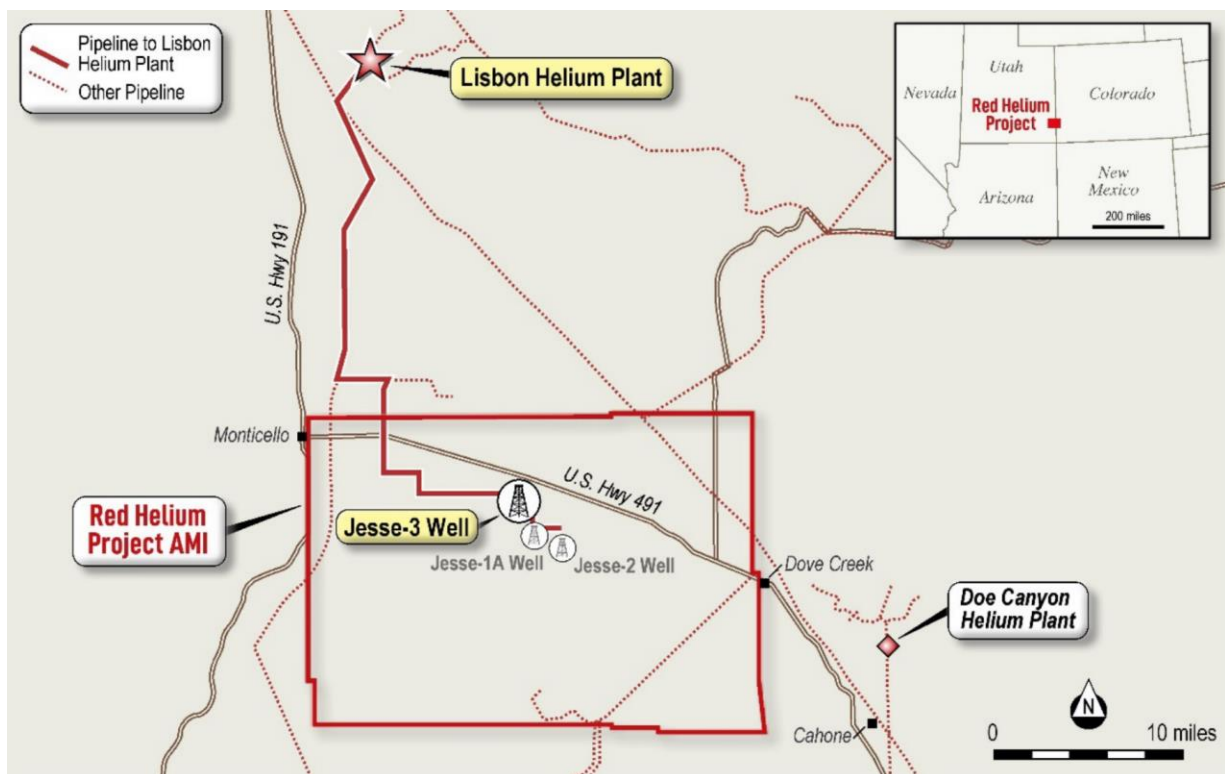 Pipeline to Lisbon
Helium Plant
Other Pipeline
Lisbon Helium Plant
Utah
Nevada
Colorado
Red Helium
Project
Arizona
New
Mexico
200 miles
U.S. Hwy 191
Monticello
U.S. Hwy 491
Red Helium
Project AMI
Jesse-3 Well
Jesse-1A Well
Jesse-2 Well
Dove Creek
Doe Canyon
Helium Plant
Cahone
N
0 10 miles